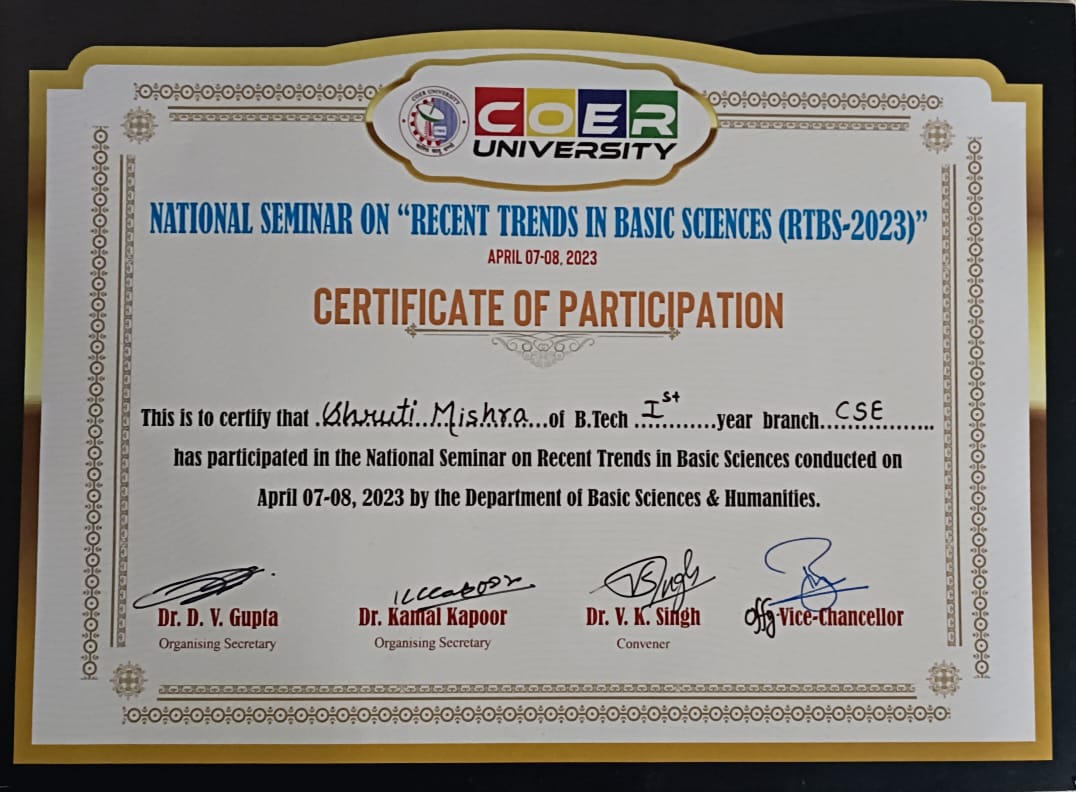 COER UNIVERSITY
COER
UNIVERSITY
NATIONAL SEMINAR ON “RECENT TRENDS IN BASIC SCIENCES (RTBS-2023)”
APRIL 07-08, 2023
CERTIFICATE OF PARTICIPATION
This is to certify that .Shruti Mishra...of B.Tech ...Ist...year branch...CSE...
has participated in the National Seminar on Recent Trends in Basic Sciences conducted on
April 07-08, 2023 by the Department of Basic Sciences & Humanities.
Dr. D. V. Gupta Dr. Kamal Kapoor Dr. V. K. Singh Offg Vice-Chancellor
Organising Secretary Organising Secretary Convener